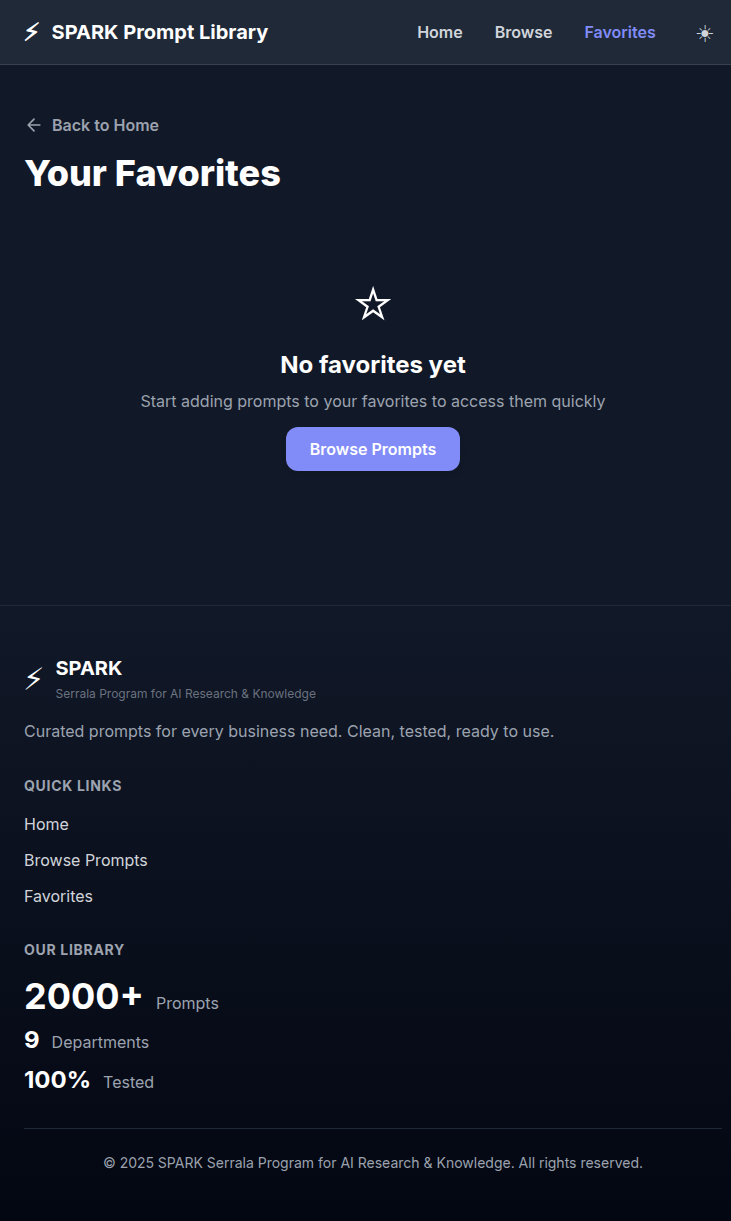 SPARK Prompt Library
Home Browse Favorites
Back to Home
Your Favorites
No favorites yet
Start adding prompts to your favorites to access them quickly
Browse Prompts
SPARK
Serrala Program for AI Research & Knowledge
Curated prompts for every business need. Clean, tested, ready to use.
QUICK LINKS
Home
Browse Prompts
Favorites
OUR LIBRARY
2000+ Prompts
9 Departments
100% Tested
© 2025 SPARK Serrala Program for AI Research & Knowledge. All rights reserved.